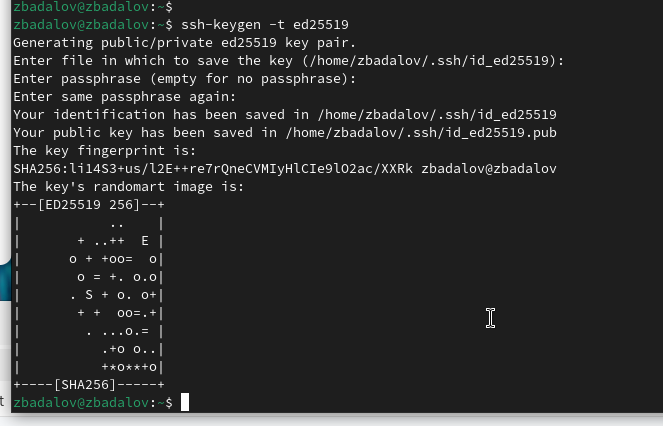 zbadalov@zbadalov:~$
zbadalov@zbadalov:~$ ssh-keygen -t ed25519
Generating public/private ed25519 key pair.
Enter file in which to save the key (/home/zbadalov/.ssh/id_ed25519):
Enter passphrase (empty for no passphrase):
Enter same passphrase again:
Your identification has been saved in /home/zbadalov/.ssh/id_ed25519
Your public key has been saved in /home/zbadalov/.ssh/id_ed25519.pub
The key fingerprint is:
SHA256:li14S3+us/l2E++re7rQneCVMIyHlCIe9lO2ac/XXRk zbadalov@zbadalov
The key's randomart image is:
+--[ED25519 256]--+
|           ..    |
|       + ..++  E |
|      o + +oo=  o|
|       o = +. o.o|
|      . S + o. o+|
|       + +  oo=.+|
|        . ...o.= |
|          .+o o..|
|          +*o**+o|
+----[SHA256]-----+
zbadalov@zbadalov:~$